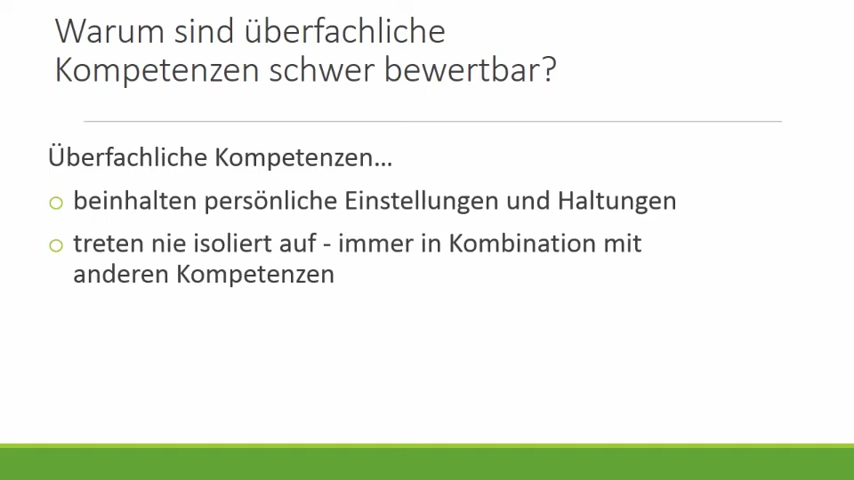 Warum sind überfachliche
Kompetenzen schwer bewertbar?
Überfachliche Kompetenzen...
beinhalten persönliche Einstellungen und Haltungen
treten nie isoliert auf - immer in Kombination mit
anderen Kompetenzen